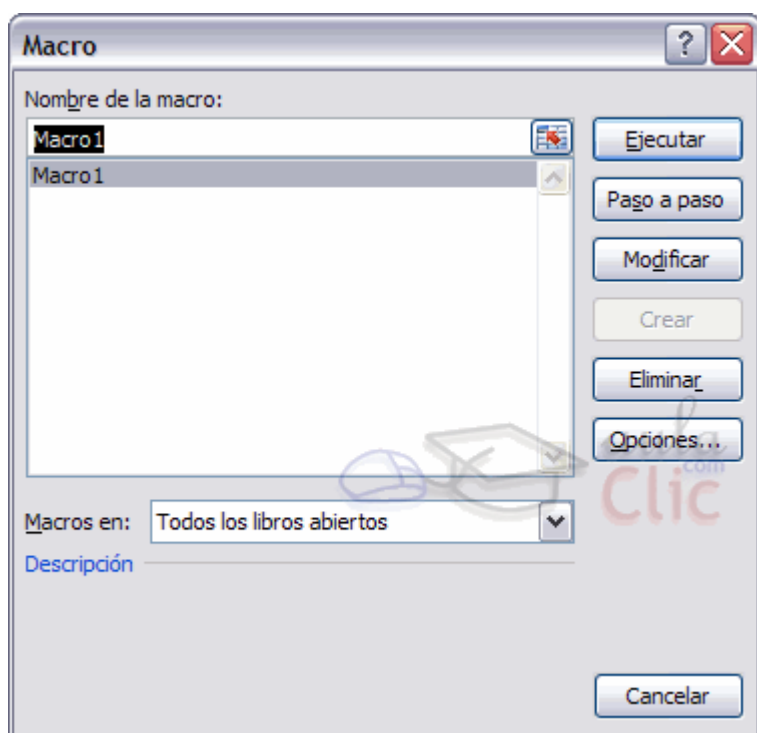 Macro
Nombre de la macro:
Macro1
Macro1
Ejecutar
Paso a paso
Modificar
Crear
Eliminar
Opciones...
aula
.com
Clic
Macros en:
Todos los libros abiertos
Descripción
Cancelar